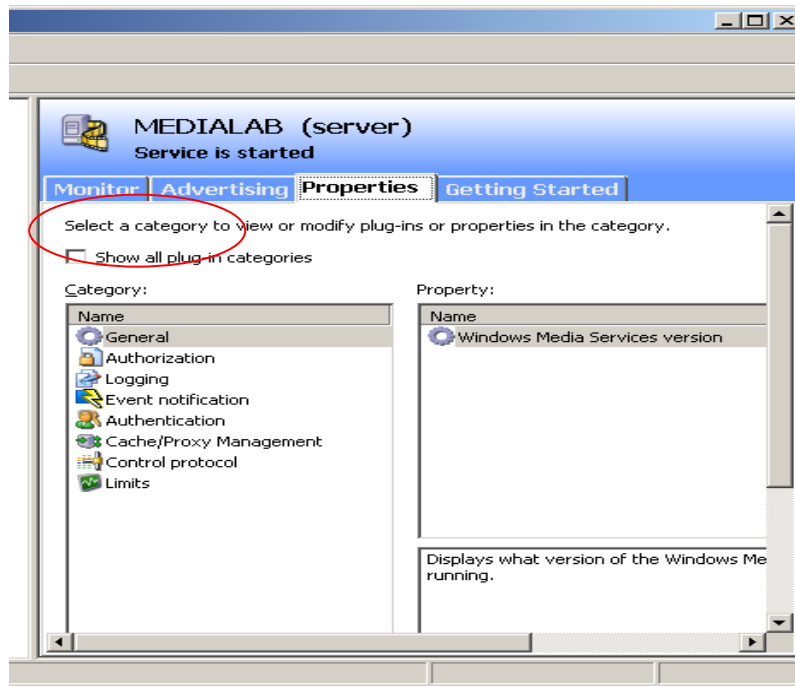 MEDIALAB (server)
Service is started
Monitor Advertising Properties Getting Started
Select a category to view or modify plug-ins or properties in the category.
Show all plug-in categories
Category: Property:
Name Name
General Windows Media Services version
Authorization
Logging
Event notification
Authentication
Cache/Proxy Management
Control protocol
Limits
Displays what version of the Windows Me
running.